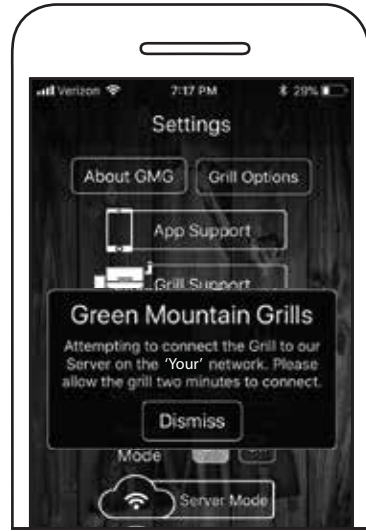 Verizon 7:17 PM 29%
Settings
About GMG Grill Options
App Support
Grill Support
Green Mountain Grills
Attempting to connect the Grill to our
Server on the 'Your' network. Please
allow the grill two minutes to connect.
Dismiss
Mode
Server Mode